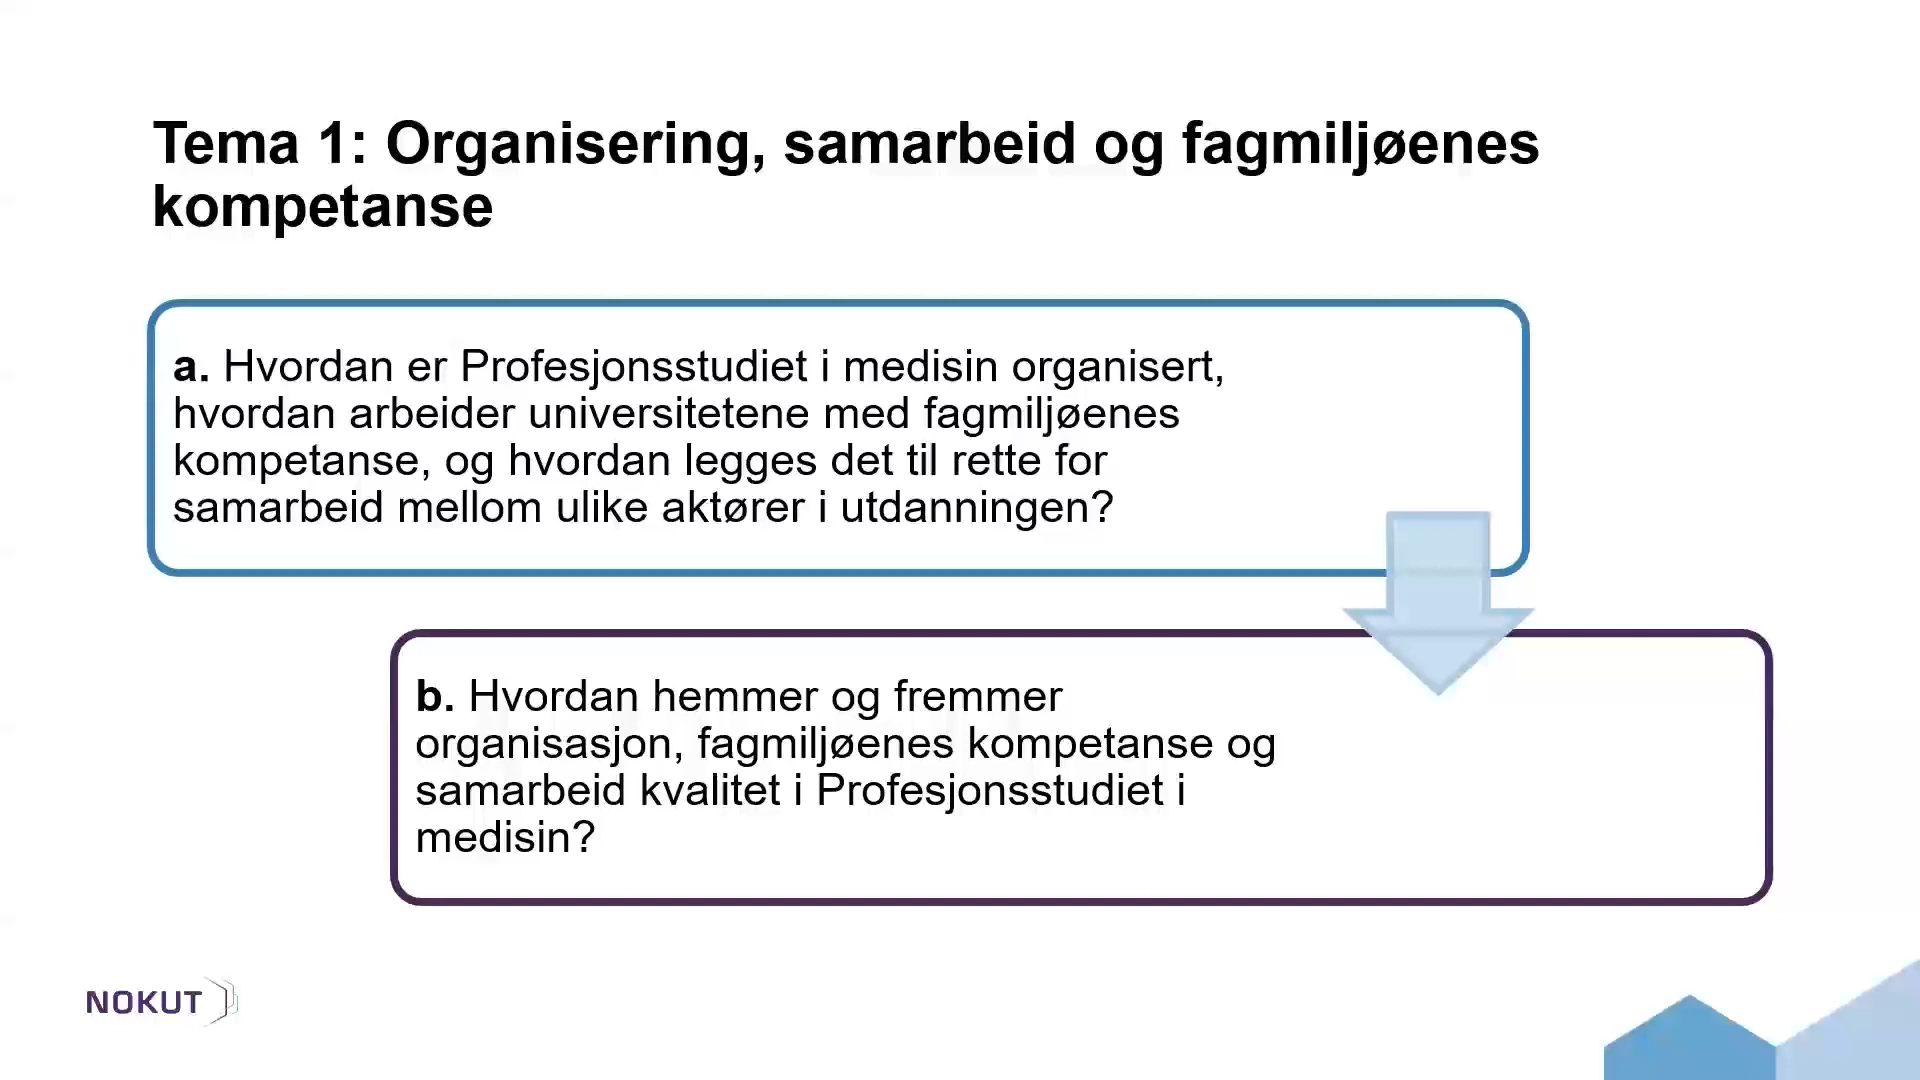 Tema 1: Organisering, samarbeid og fagmiljøenes
kompetanse
a. Hvordan er Profesjonsstudiet i medisin organisert,
hvordan arbeider universitetene med fagmiljøenes
kompetanse, og hvordan legges det til rette for
samarbeid mellom ulike aktører i utdanningen?
b. Hvordan hemmer og fremmer
organisasjon, fagmiljøenes kompetanse og
samarbeid kvalitet i Profesjonsstudiet i
medisin?
NOKUT